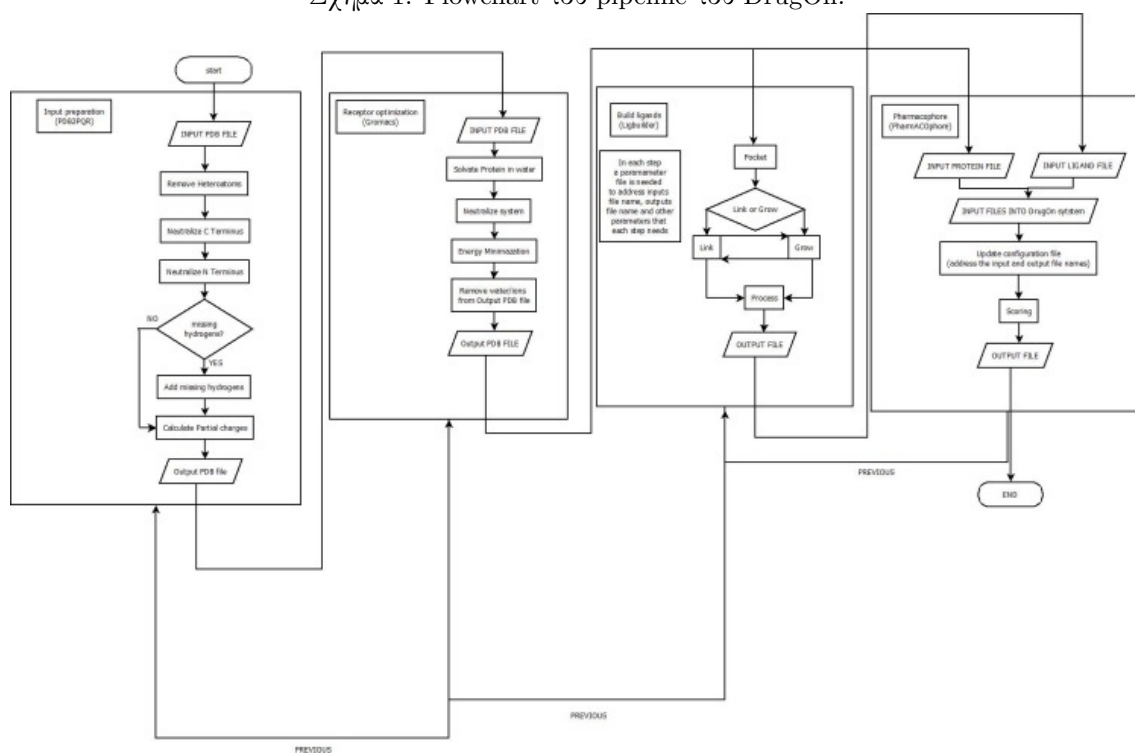 Σχήμα 1: Flowchart του pipeline του DrugOn.
start
Input preparation
(PDB2PQR)
INPUT PDB FILE
Remove Heteroatoms
Neutralize C Terminus
Neutralize N Terminus
missing
hydrogens?
NO
YES
Add missing hydrogens
Calculate Partial charges
Output PDB file
Receptor optimization
(Gromacs)
INPUT PDB FILE
Solvate Protein in water
Neutralize system
Energy Minimazation
Remove water/ions
from Output PDB file
Output PDB FILE
Build ligands
(Ligbuilder)
In each step
a paramameter
file is needed
to address inputs
file name, outputs
file name and other
parameters that
each step needs
Pocket
Link or Grow
Link
Grow
Process
OUTPUT FILE
Pharmacophore
(PharmACOphore)
INPUT PROTEIN FILE
INPUT LIGAND FILE
INPUT FILES INTO DrugOn sytstem
Update configuration file
(address the input and output file names)
Scoring
OUTPUT FILE
PREVIOUS
END
PREVIOUS
PREVIOUS